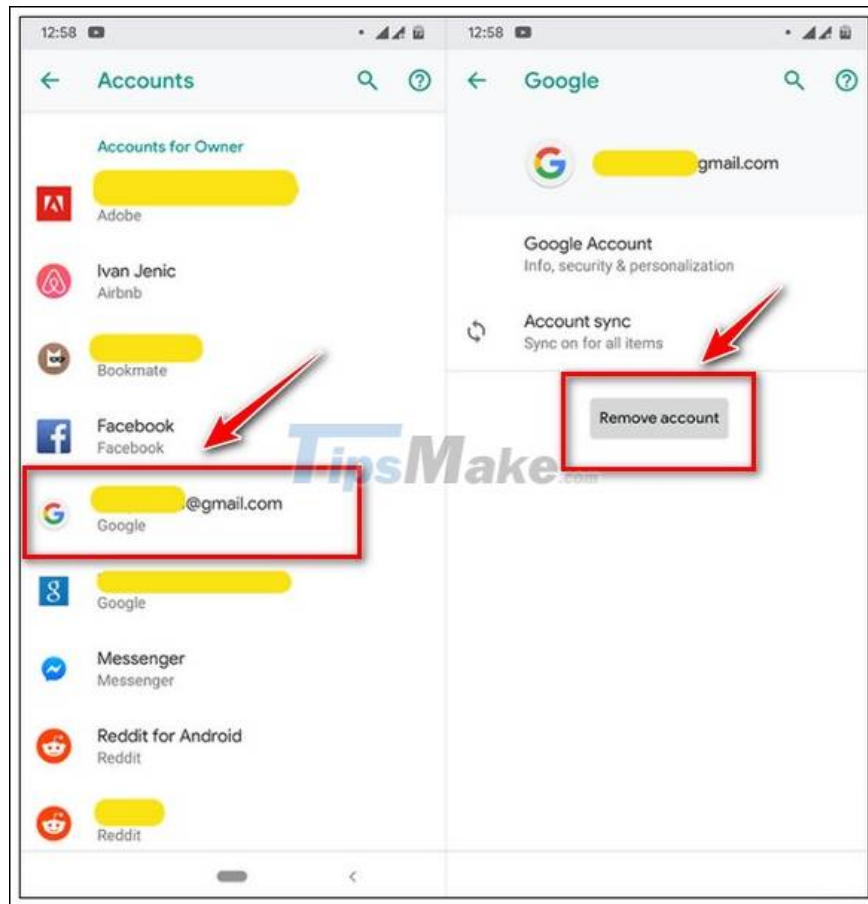 12:58
Accounts
Accounts for Owner
Adobe
Ivan Jenic
Airbnb
Bookmate
Facebook
Facebook
@gmail.com
Google
Google
Messenger
Messenger
Reddit for Android
Reddit
Reddit
12:58
Google
gmail.com
Google Account
Info, security & personalization
Account sync
Sync on for all items
Remove account
TipsMake.com